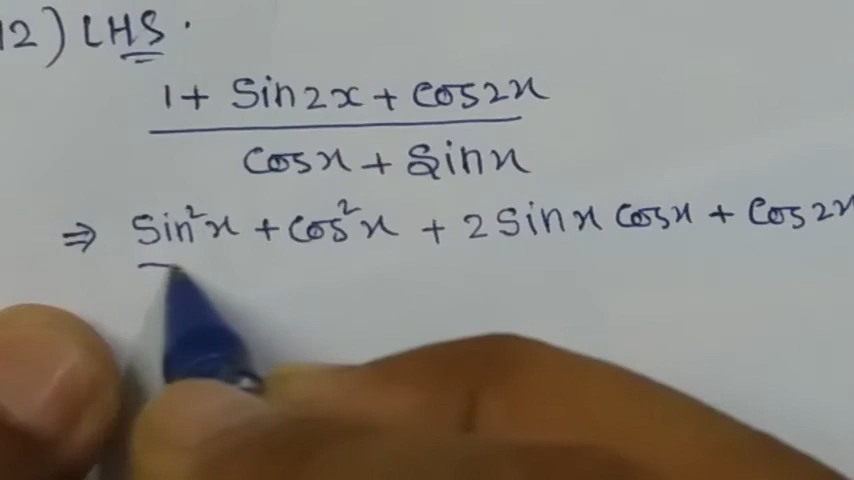 12) LHS.
1 + Sin2x + Cos2x
Cosx + Sinx
⇒ Sin²x + Cos²x + 2 Sinx Cosx + Cos2x